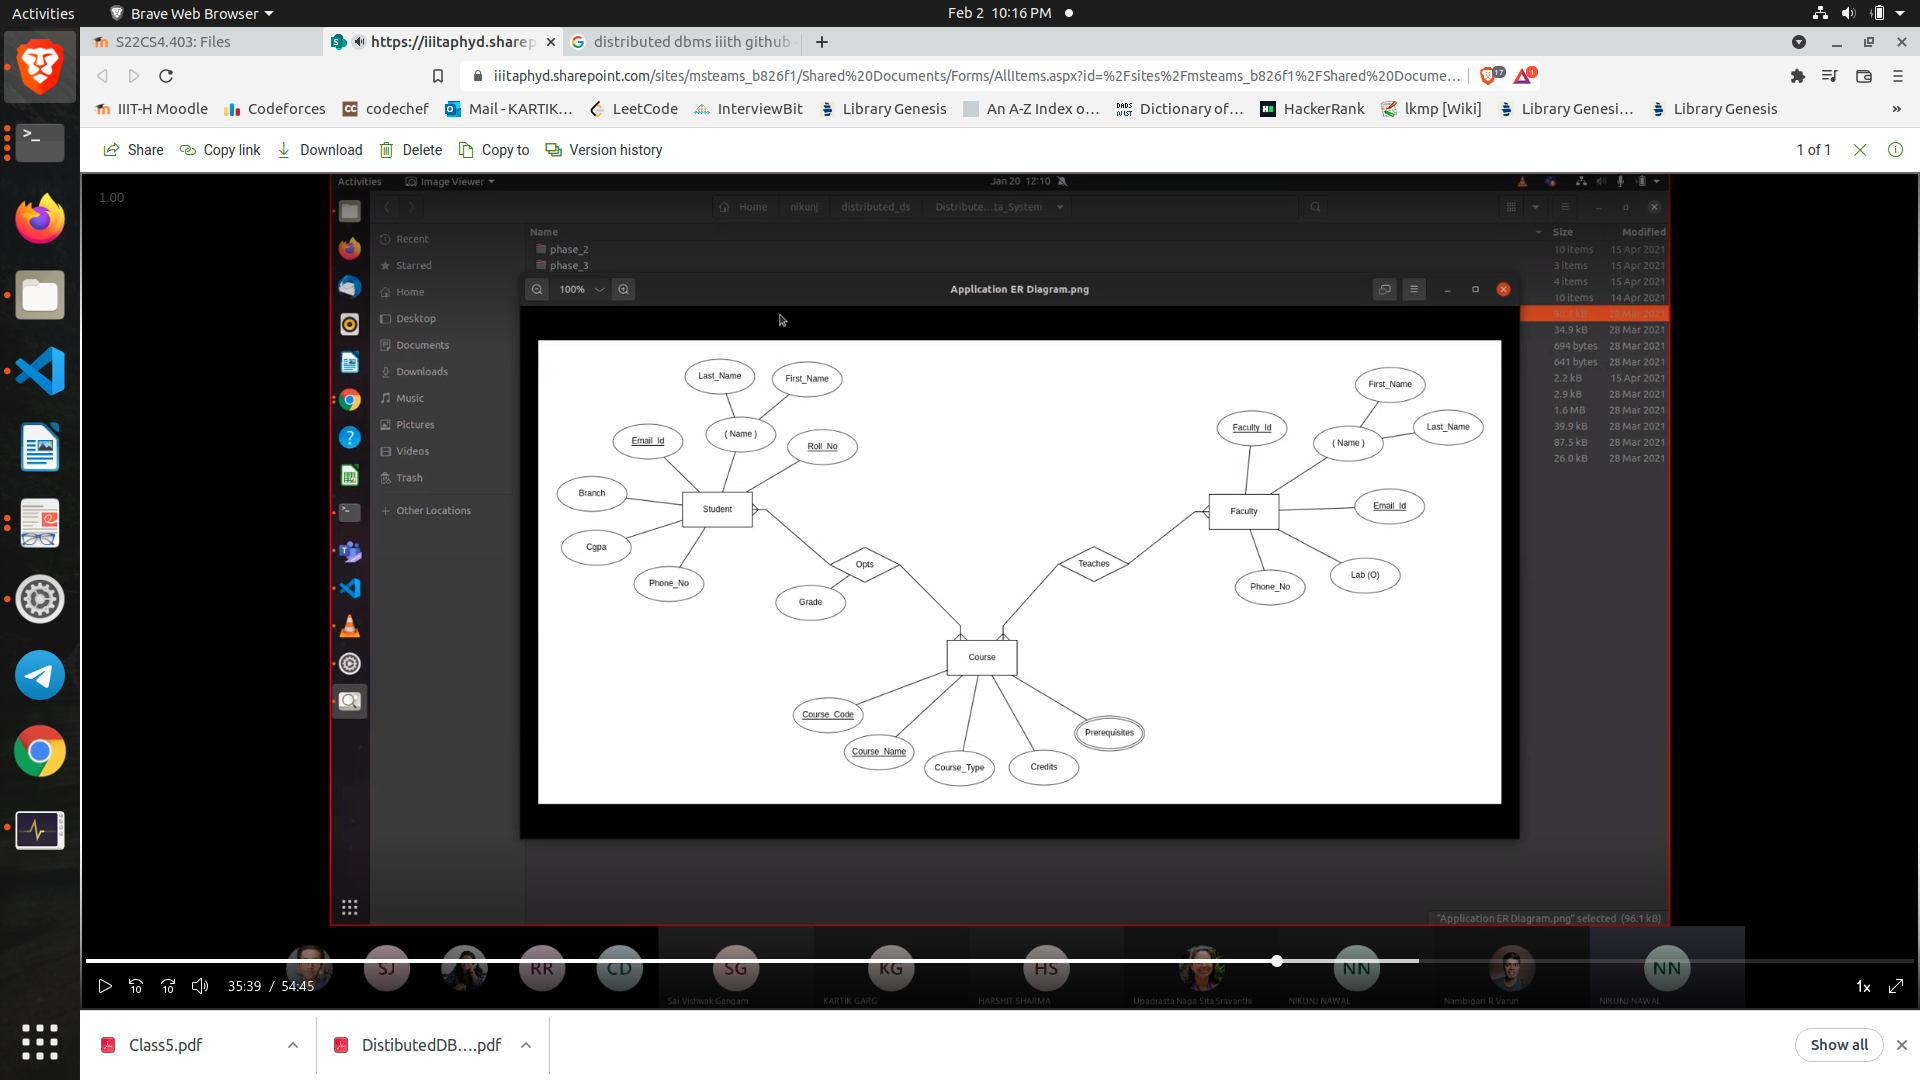 Activities
Brave Web Browser
Feb 2 10:16 PM
S22CS4.403: Files
https://iiitaphyd.sharep
distributed dbms iiith github
iiitaphyd.sharepoint.com/sites/msteams_b826f1/Shared%20Documents/Forms/AllItems.aspx?id=%2Fsites%2Fmsteams_b826f1%2FShared%20Docume...
17
1
IIIT-H Moodle
Codeforces
codechef
Mail - KARTIK...
LeetCode
InterviewBit
Library Genesis
An A-Z Index o...
Dictionary of...
HackerRank
lkmp [Wiki]
Library Genesi...
Library Genesis
»
Share
Copy link
Download
Delete
Copy to
Version history
1 of 1
1.00
Activities
Image Viewer
Jan 20 12:10
Home
nikunj
distributed_ds
Distribute...ta_System
Recent
Starred
Home
Desktop
Documents
Downloads
Music
Pictures
Videos
Trash
Other Locations
Name
Size
Modified
phase_2
10 items
15 Apr 2021
phase_3
3 items
15 Apr 2021
4 items
15 Apr 2021
10 items
14 Apr 2021
28 Mar 2021
34.9 kB
28 Mar 2021
694 bytes
28 Mar 2021
641 bytes
28 Mar 2021
2.2 kB
15 Apr 2021
2.9 kB
28 Mar 2021
1.6 MB
28 Mar 2021
39.9 kB
28 Mar 2021
87.5 kB
28 Mar 2021
26.0 kB
28 Mar 2021
100%
Application ER Diagram.png
Last_Name
First_Name
Email_Id
( Name )
Roll_No
Branch
Student
Cgpa
Phone_No
Opts
Grade
Teaches
First_Name
Faculty_Id
( Name )
Last_Name
Faculty
Email_Id
Phone_No
Lab (O)
Course
Course_Code
Course_Name
Course_Type
Credits
Prerequisites
"Application ER Diagram.png" selected (96.1 kB)
SJ
RR
CD
SG
Sai Vishwak Gangam
KG
KARTIK GARG
HS
HARSHIT SHARMA
Upadrasta Naga Sita Sravanthi
NN
NIKUNJ NAWAL
Nambigari R Varun
NN
NIKUNJ NAWAL
10
10
35:39 / 54:45
1x
Class5.pdf
DistibutedDB....pdf
Show all